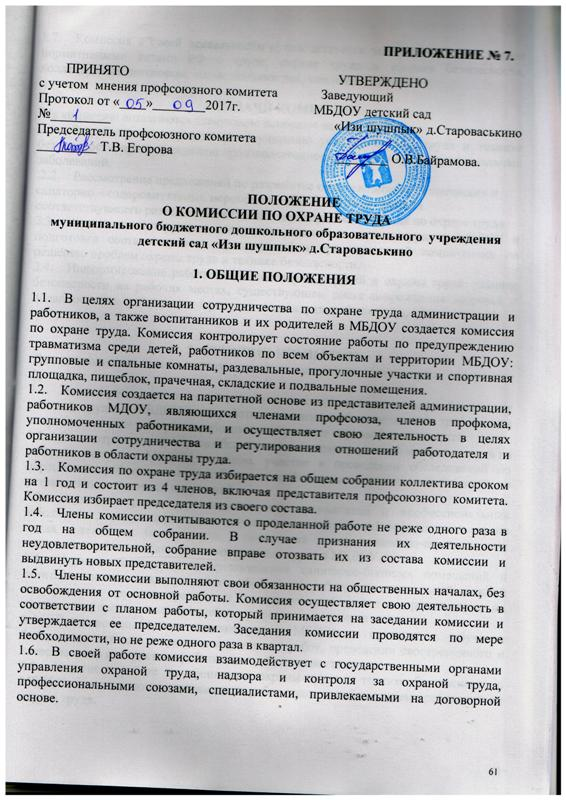 ПРИЛОЖЕНИЕ № 7.
ПРИНЯТО
с учетом мнения профсоюзного комитета
Протокол от «05»  09  2017г.
№ 1
Председатель профсоюзного комитета
Т.В. Егорова
УТВЕРЖДЕНО
Заведующий
МБДОУ детский сад
«Изи шушпык» д.Староваськино
О.В.Байрамова.
ПОЛОЖЕНИЕ
О КОМИССИИ ПО ОХРАНЕ ТРУДА
муниципального бюджетного дошкольного образовательного учреждения
детский сад «Изи шушпык» д.Староваськино
1. ОБЩИЕ ПОЛОЖЕНИЯ
1.1. В целях организации сотрудничества по охране труда администрации и
работников, а также воспитанников и их родителей в МБДОУ создается комиссия
по охране труда. Комиссия контролирует состояние работы по предупреждению
травматизма среди детей, работников по всем объектам и территории МБДОУ:
групповые и спальные комнаты, раздевальные, прогулочные участки и спортивная
площадка, пищеблок, прачечная, складские и подвальные помещения.
1.2. Комиссия создается на паритетной основе из представителей администрации,
работников МДОУ, являющихся членами профсоюза, членов профкома,
уполномоченных работниками, и осуществляет свою деятельность в целях
организации сотрудничества и регулирования отношений работодателя и
работников в области охраны труда.
1.3. Комиссия по охране труда избирается на общем собрании коллектива сроком
на 1 год и состоит из 4 членов, включая представителя профсоюзного комитета.
Комиссия избирает председателя из своего состава.
1.4. Члены комиссии отчитываются о проделанной работе не реже одного раза в
год на общем собрании. В случае признания их деятельности
неудовлетворительной, собрание вправе отозвать их из состава комиссии и
выдвинуть новых представителей.
1.5. Члены комиссии выполняют свои обязанности на общественных началах, без
освобождения от основной работы. Комиссия осуществляет свою деятельность в
соответствии с планом работы, который принимается на заседании комиссии и
утверждается ее председателем. Заседания комиссии проводятся по мере
необходимости, но не реже одного раза в квартал.
1.6. В своей работе комиссия взаимодействует с государственными органами
управления охраной труда, надзора и контроля за охраной труда,
профессиональными союзами, специалистами, привлекаемыми на договорной
основе.
61